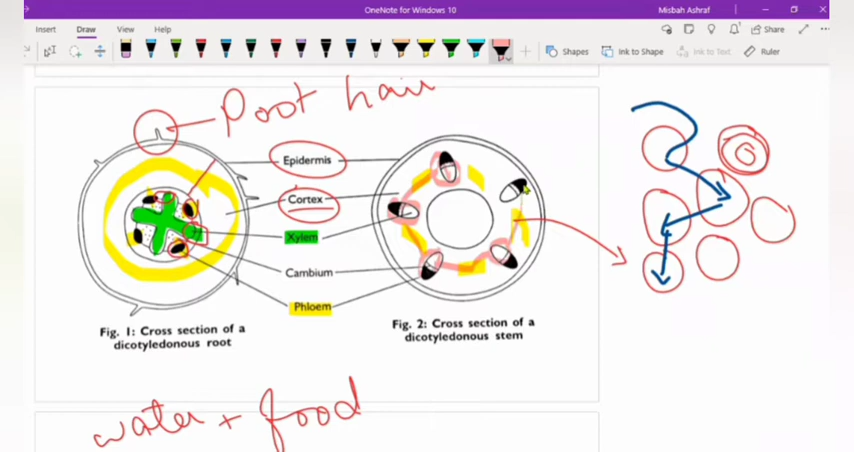 OneNote for Windows 10
Misbah Ashraf
Insert
Draw
View
Help
Share
Shapes
Ink to Shape
Ink to Text
Ruler
Root hair
Epidermis
Cortex
Xylem
Cambium
Phloem
Fig. 1: Cross section of a
dicotyledonous root
Fig. 2: Cross section of a
dicotyledonous stem
water + food